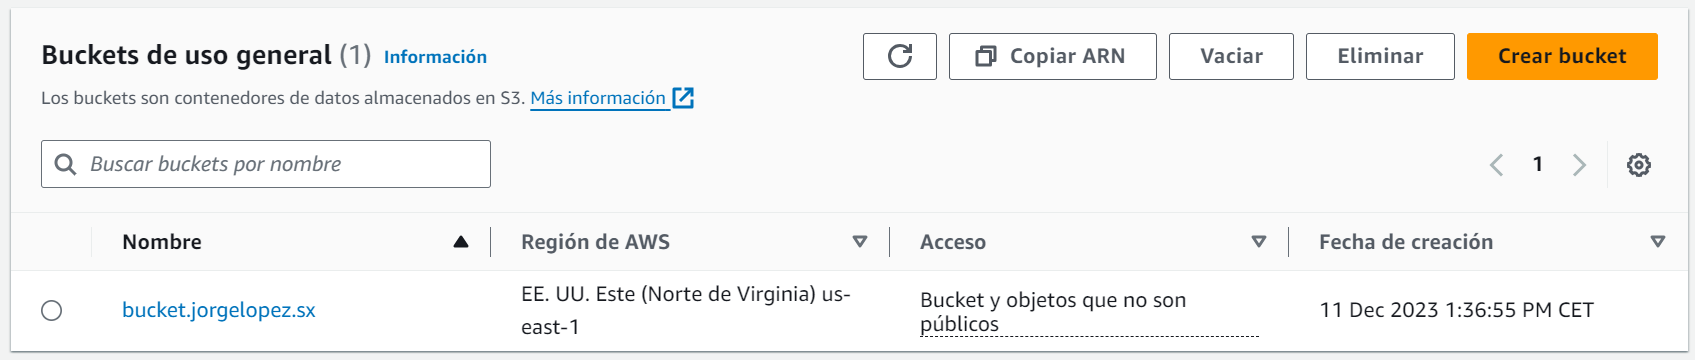 Buckets de uso general (1) Información
Copiar ARN
Vaciar
Eliminar
Crear bucket
Los buckets son contenedores de datos almacenados en S3. Más información
Buscar buckets por nombre
1
Nombre
Región de AWS
Acceso
Fecha de creación
bucket.jorgelopez.sx
EE. UU. Este (Norte de Virginia) us-
east-1
Bucket y objetos que no son
públicos
11 Dec 2023 1:36:55 PM CET